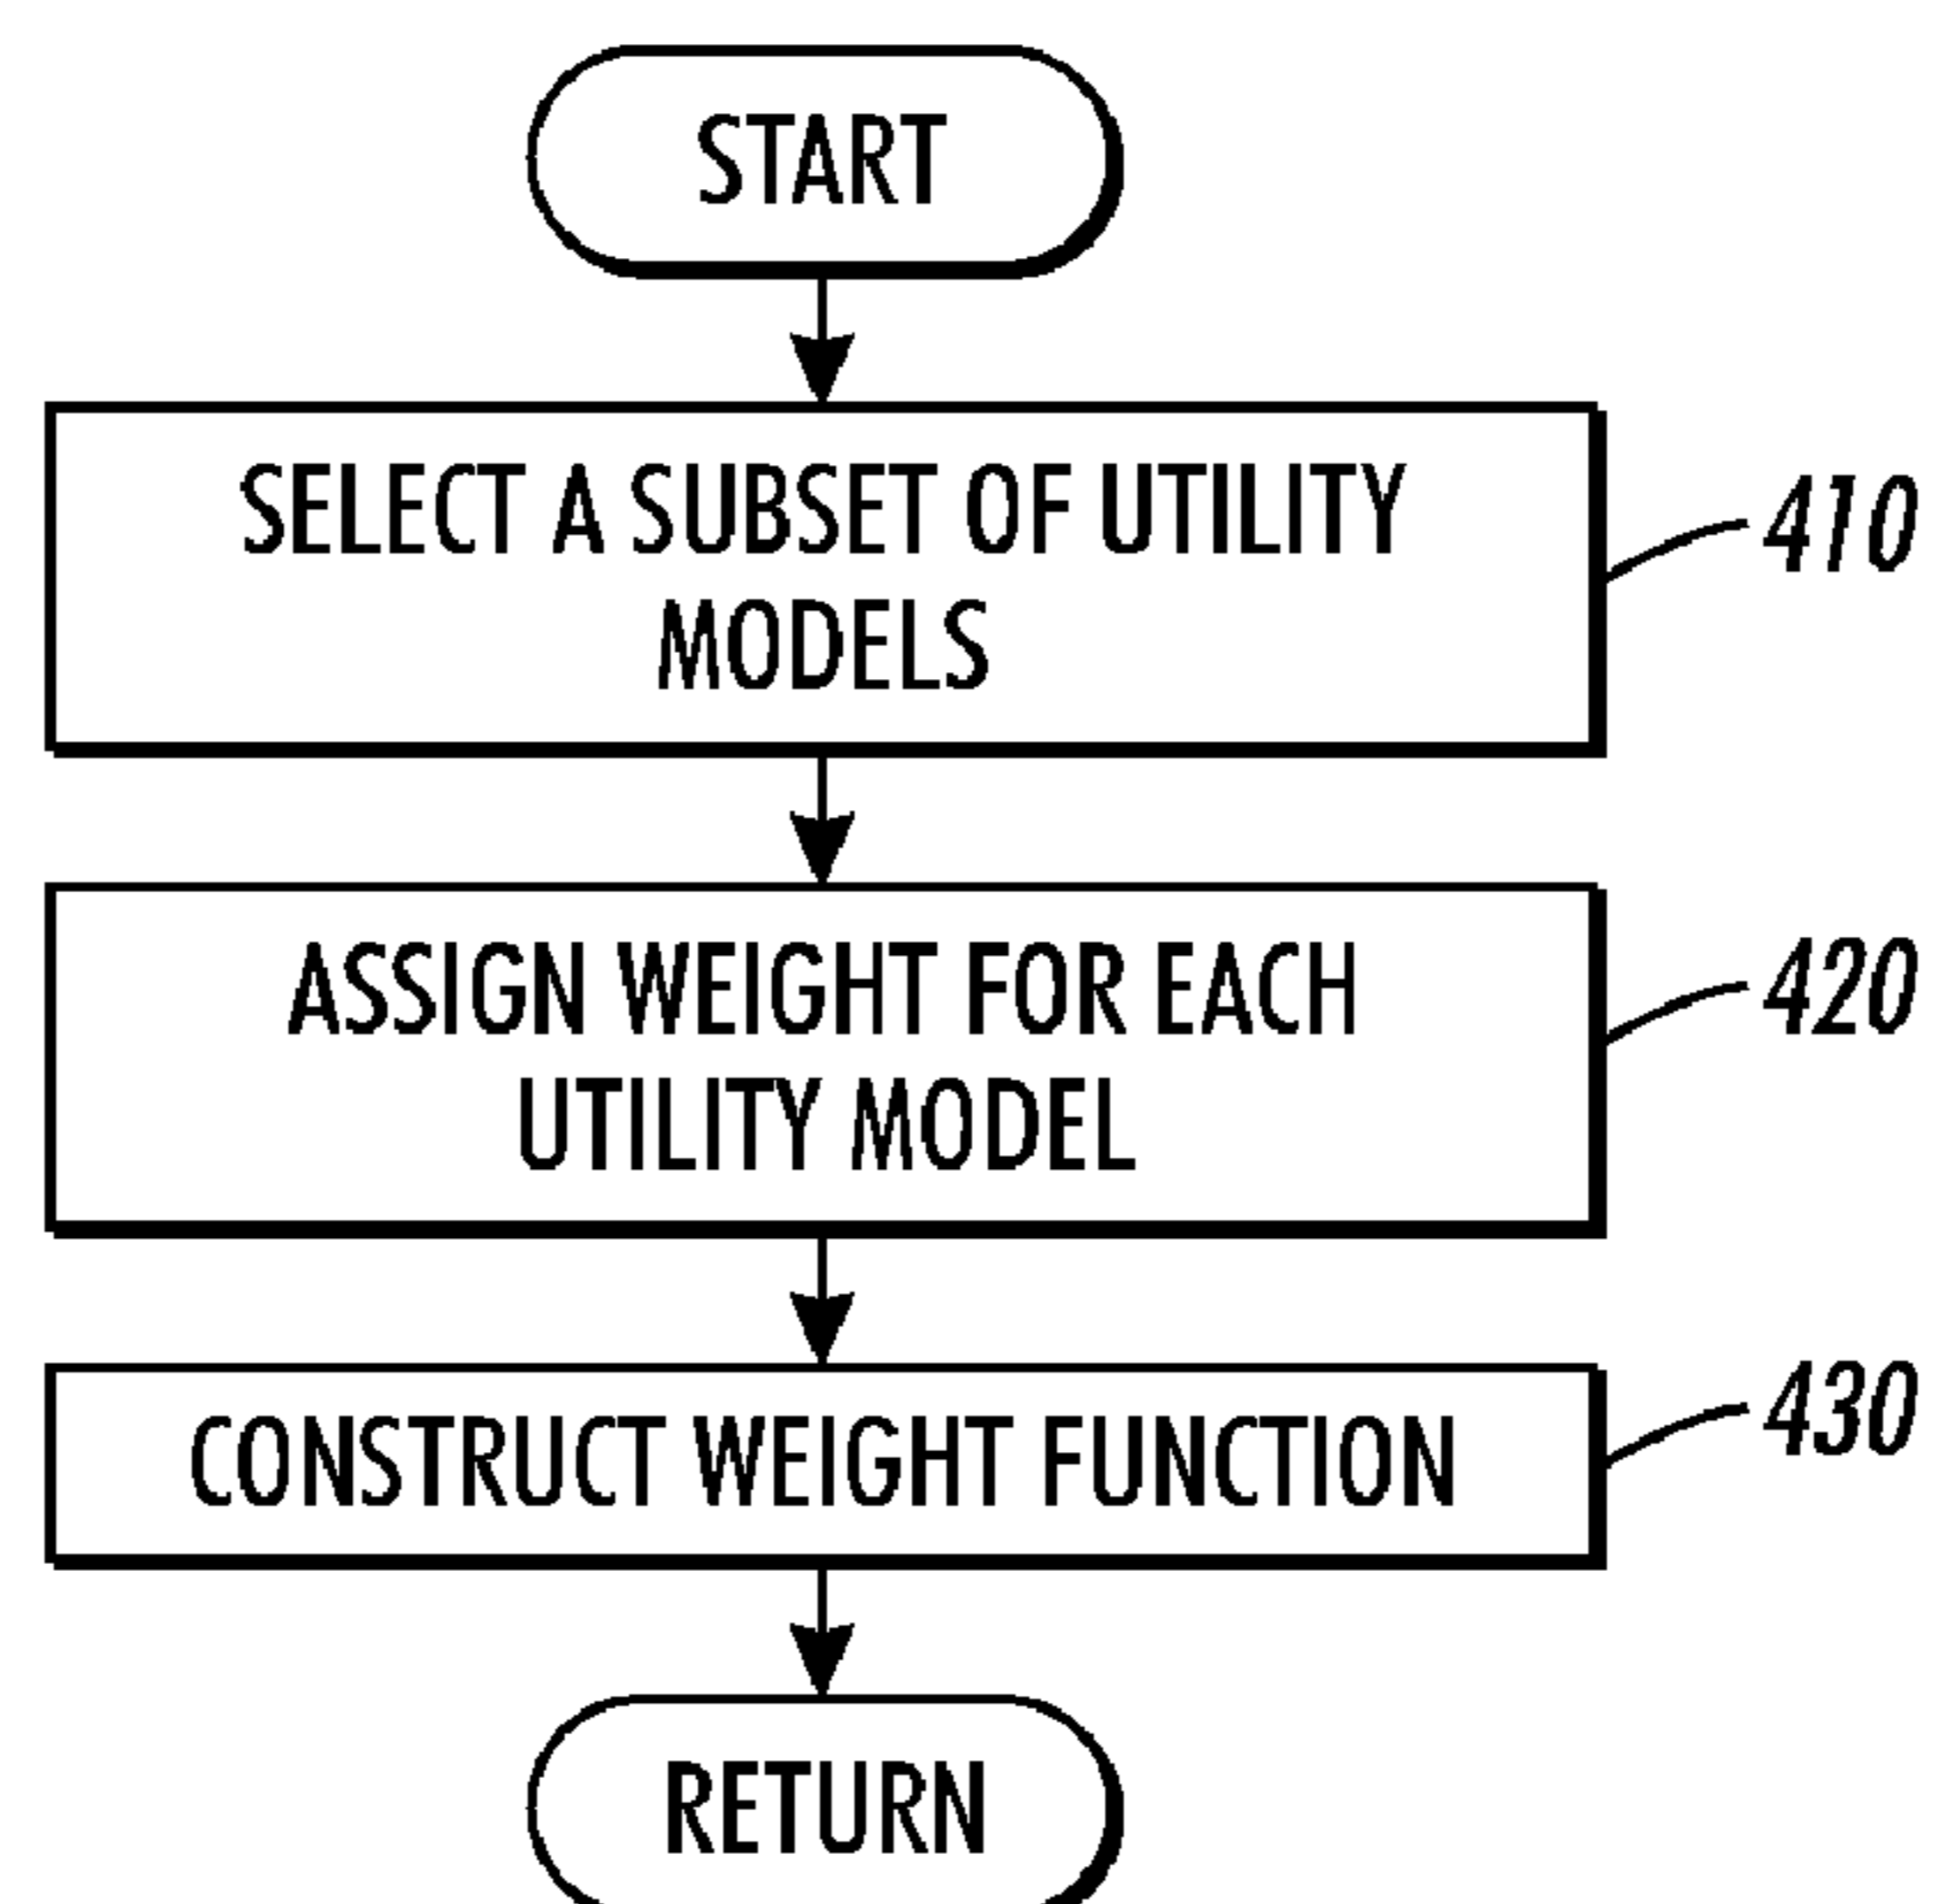 START
SELECT A SUBSET OF UTILITY
MODELS
410
ASSIGN WEIGHT FOR EACH
UTILITY MODEL
420
CONSTRUCT WEIGHT FUNCTION
430
RETURN